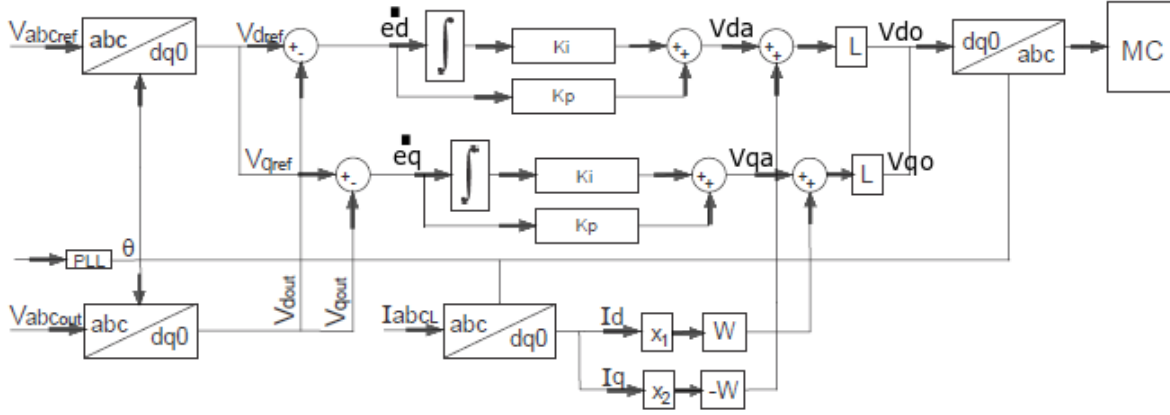 Vabcref abc dq0 Vdref + - ed ∫ Ki + + Vda + + L Vdo dq0 abc MC
Kp
Vqref + - eq ∫ Ki + + Vqa + + L Vqo
Kp
PLL θ
Vdout Vqout
Vabcout abc dq0 IabcL abc dq0 Id x1 W
Iq x2 -W